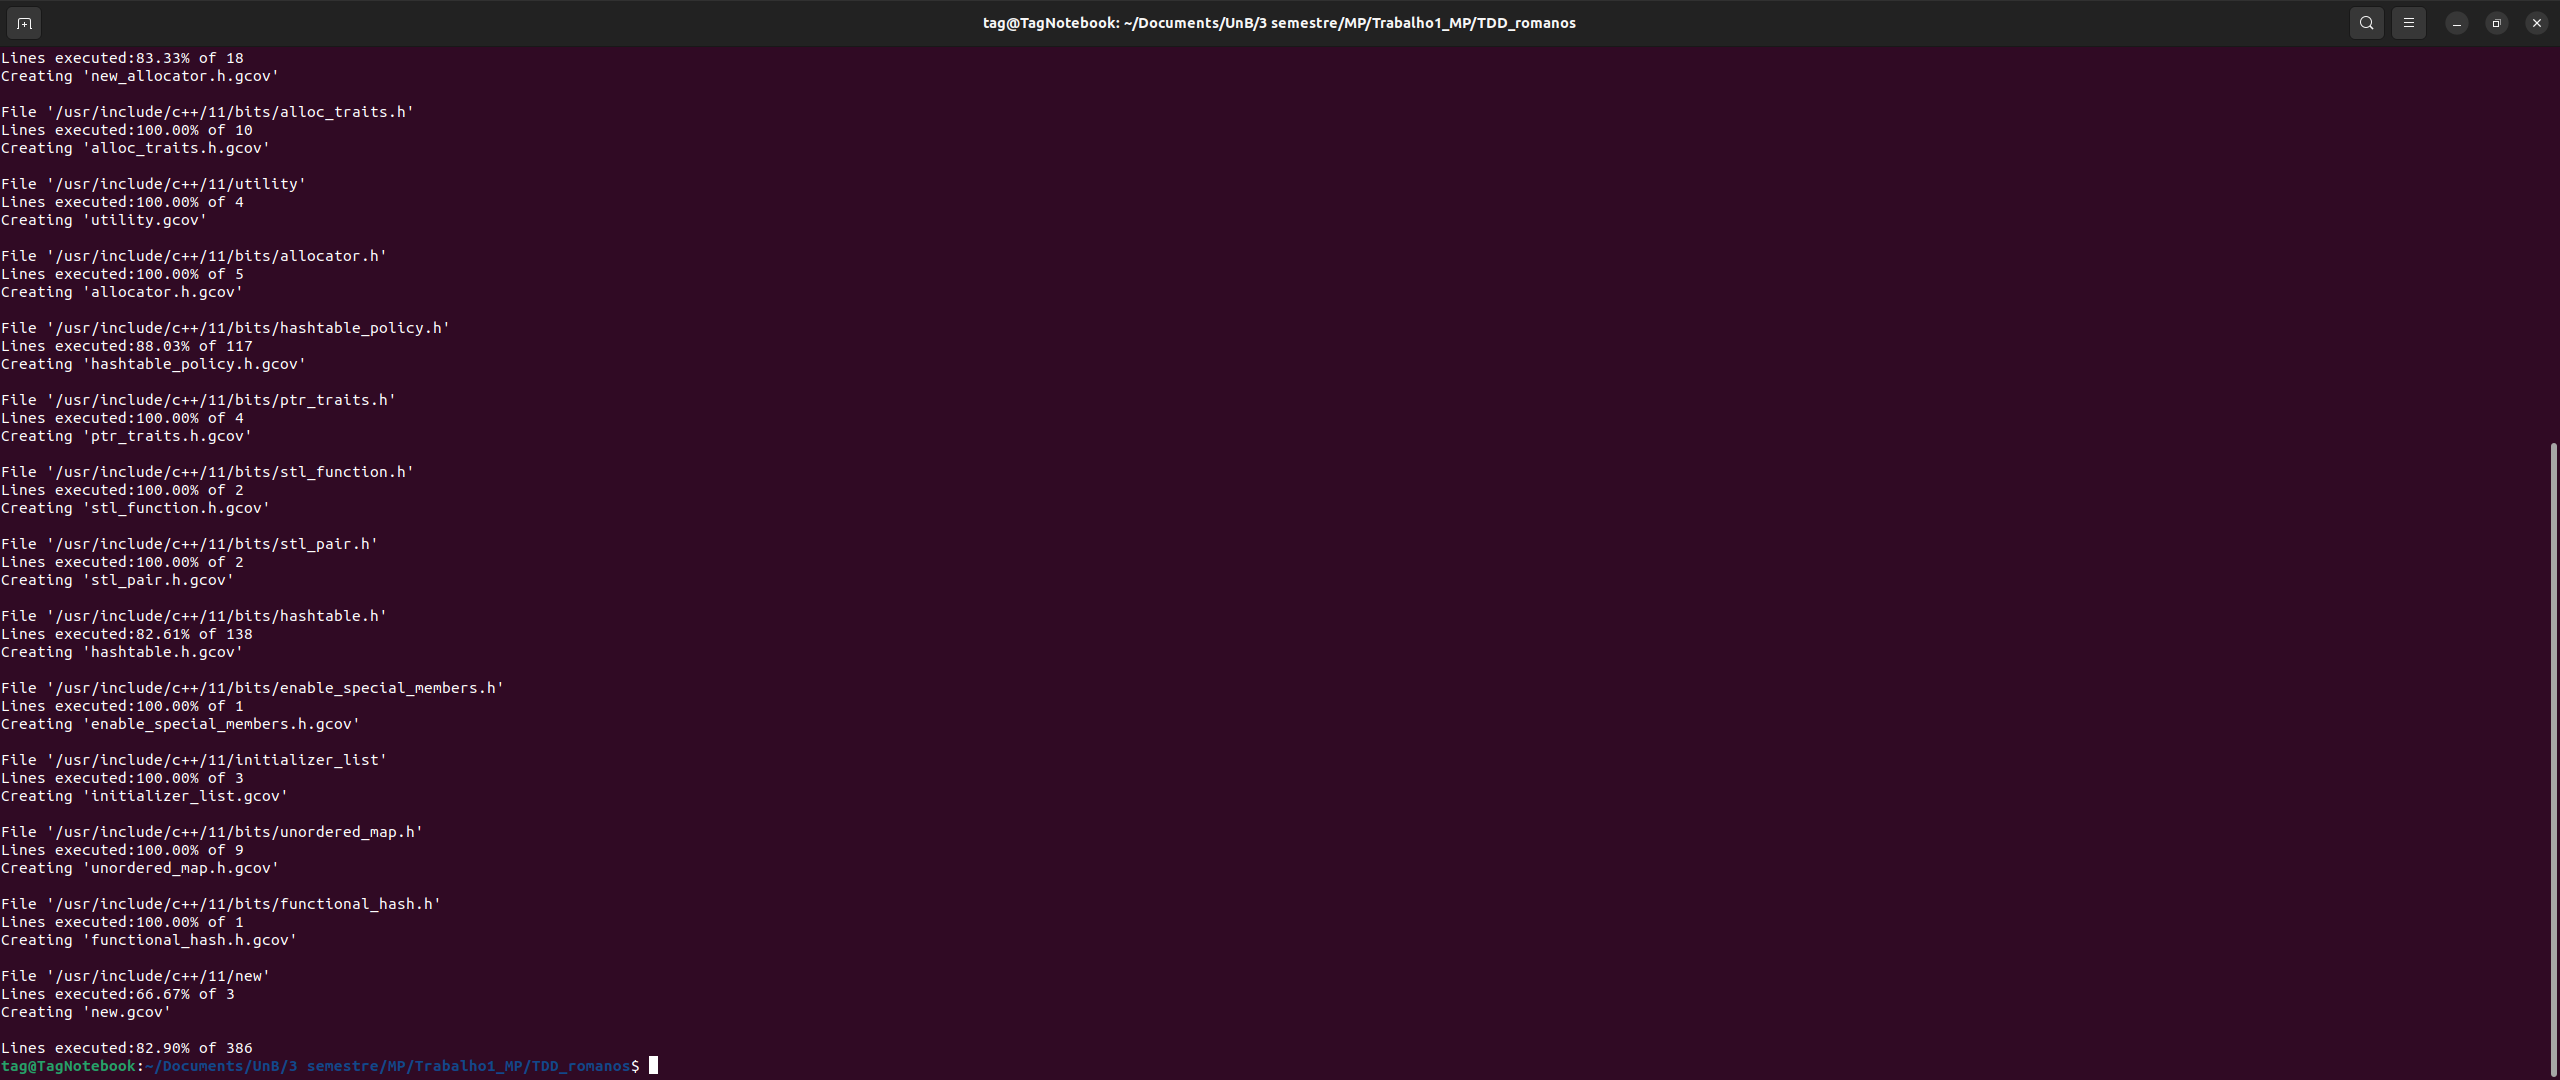 tag@TagNotebook: ~/Documents/UnB/3 semestre/MP/Trabalho1_MP/TDD_romanos
Lines executed:83.33% of 18
Creating 'new_allocator.h.gcov'
File '/usr/include/c++/11/bits/alloc_traits.h'
Lines executed:100.00% of 10
Creating 'alloc_traits.h.gcov'
File '/usr/include/c++/11/utility'
Lines executed:100.00% of 4
Creating 'utility.gcov'
File '/usr/include/c++/11/bits/allocator.h'
Lines executed:100.00% of 5
Creating 'allocator.h.gcov'
File '/usr/include/c++/11/bits/hashtable_policy.h'
Lines executed:88.03% of 117
Creating 'hashtable_policy.h.gcov'
File '/usr/include/c++/11/bits/ptr_traits.h'
Lines executed:100.00% of 4
Creating 'ptr_traits.h.gcov'
File '/usr/include/c++/11/bits/stl_function.h'
Lines executed:100.00% of 2
Creating 'stl_function.h.gcov'
File '/usr/include/c++/11/bits/stl_pair.h'
Lines executed:100.00% of 2
Creating 'stl_pair.h.gcov'
File '/usr/include/c++/11/bits/hashtable.h'
Lines executed:82.61% of 138
Creating 'hashtable.h.gcov'
File '/usr/include/c++/11/bits/enable_special_members.h'
Lines executed:100.00% of 1
Creating 'enable_special_members.h.gcov'
File '/usr/include/c++/11/initializer_list'
Lines executed:100.00% of 3
Creating 'initializer_list.gcov'
File '/usr/include/c++/11/bits/unordered_map.h'
Lines executed:100.00% of 9
Creating 'unordered_map.h.gcov'
File '/usr/include/c++/11/bits/functional_hash.h'
Lines executed:100.00% of 1
Creating 'functional_hash.h.gcov'
File '/usr/include/c++/11/new'
Lines executed:66.67% of 3
Creating 'new.gcov'
Lines executed:82.90% of 386
tag@TagNotebook:~/Documents/UnB/3 semestre/MP/Trabalho1_MP/TDD_romanos$